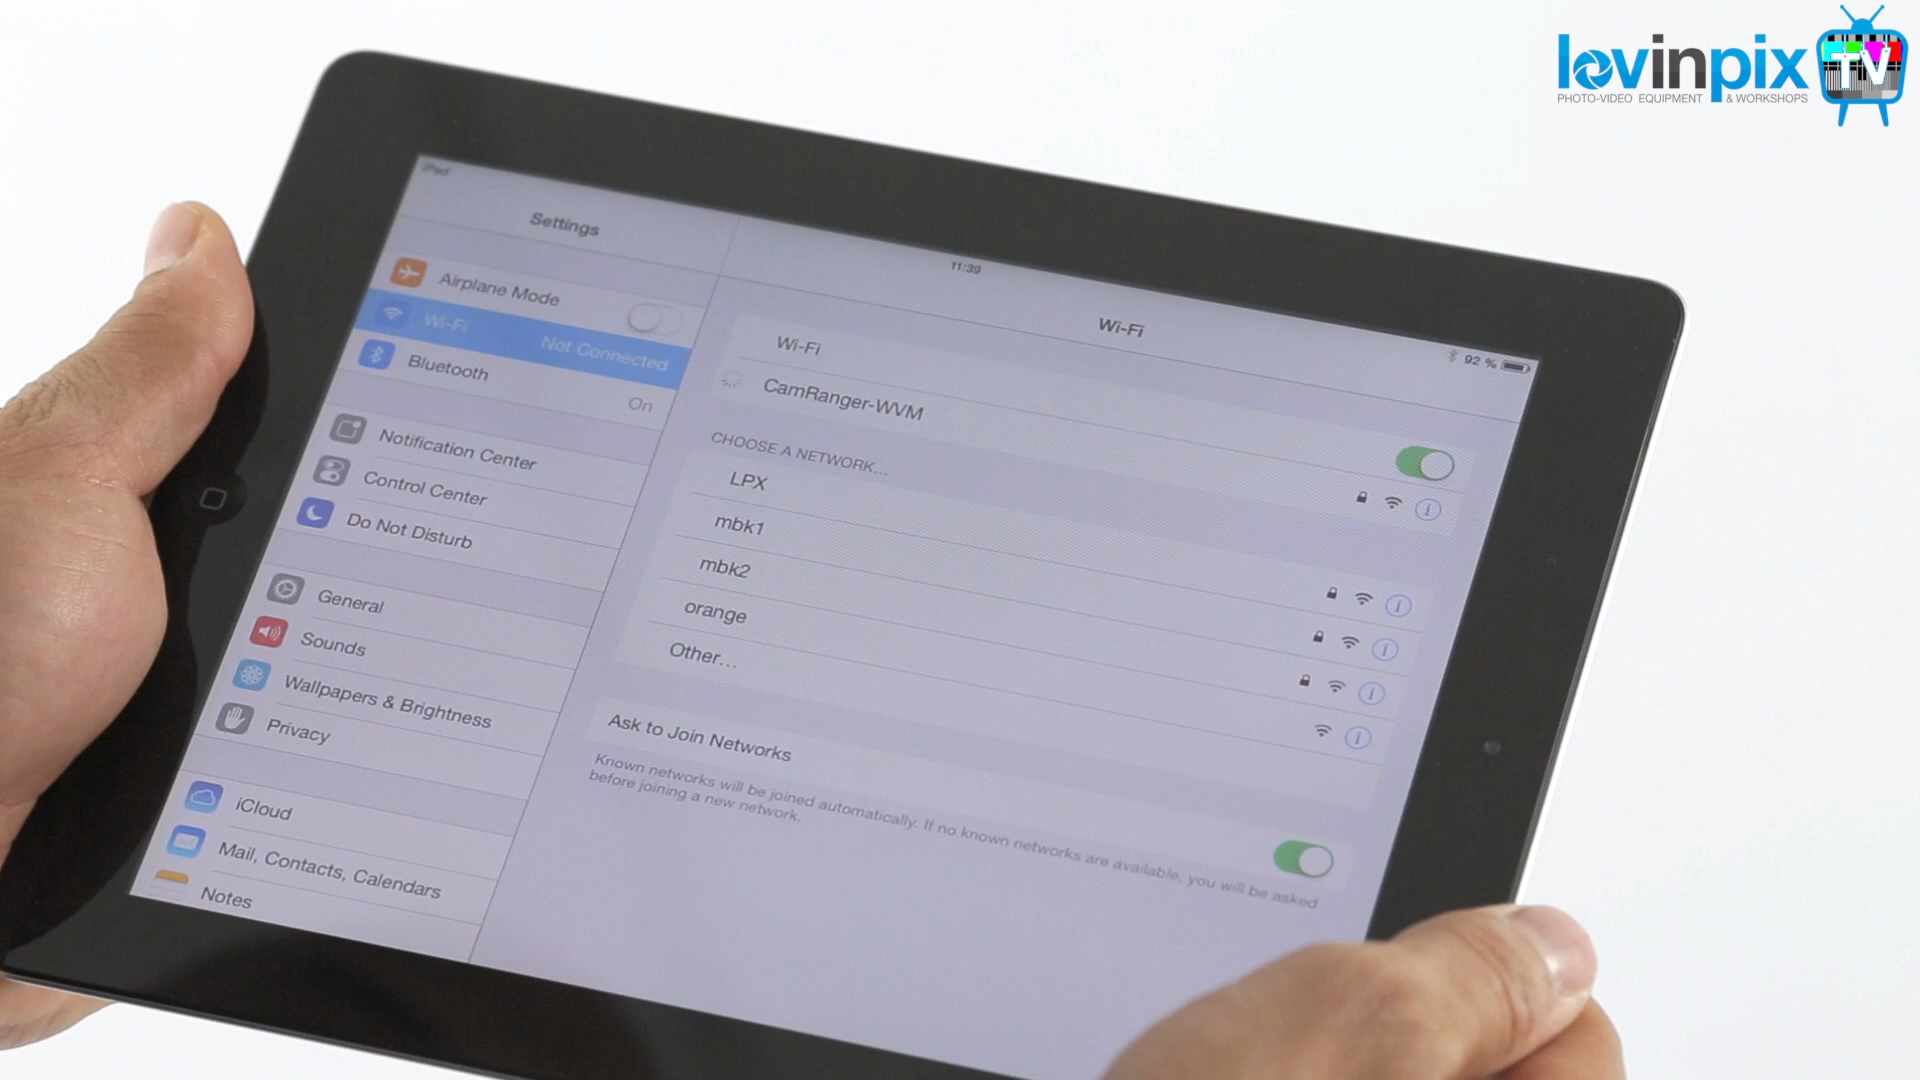 lovinpix TV
PHOTO-VIDEO EQUIPMENT & WORKSHOPS
iPad
11:39
92 %
Settings
Wi-Fi
Airplane Mode
Wi-Fi Not Connected
Bluetooth On
Notification Center
Control Center
Do Not Disturb
General
Sounds
Wallpapers & Brightness
Privacy
iCloud
Mail, Contacts, Calendars
Notes
Wi-Fi
CamRanger-WVM
CHOOSE A NETWORK...
LPX
mbk1
mbk2
orange
Other...
Ask to Join Networks
Known networks will be joined automatically. If no known networks are available, you will be asked
before joining a new network.